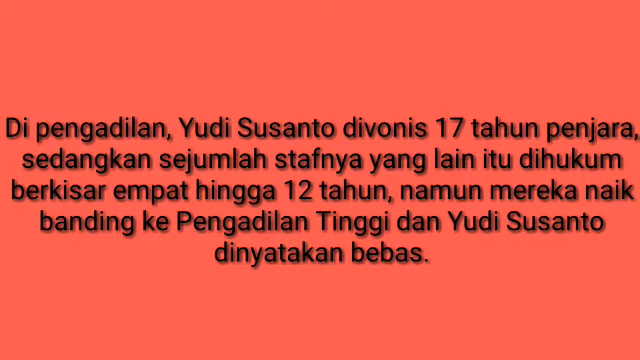 Di pengadilan, Yudi Susanto divonis 17 tahun penjara,
sedangkan sejumlah stafnya yang lain itu dihukum
berkisar empat hingga 12 tahun, namun mereka naik
banding ke Pengadilan Tinggi dan Yudi Susanto
dinyatakan bebas.